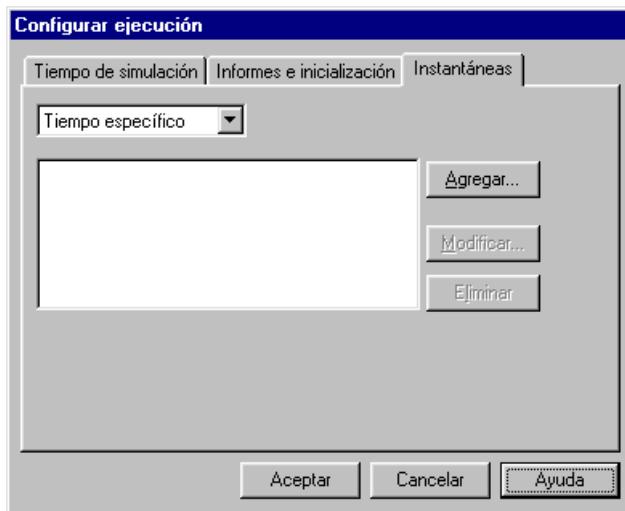 Configurar ejecución
Tiempo de simulación
Informes e inicialización
Instantáneas
Tiempo específico
Agregar...
Modificar...
Eliminar
Aceptar
Cancelar
Ayuda